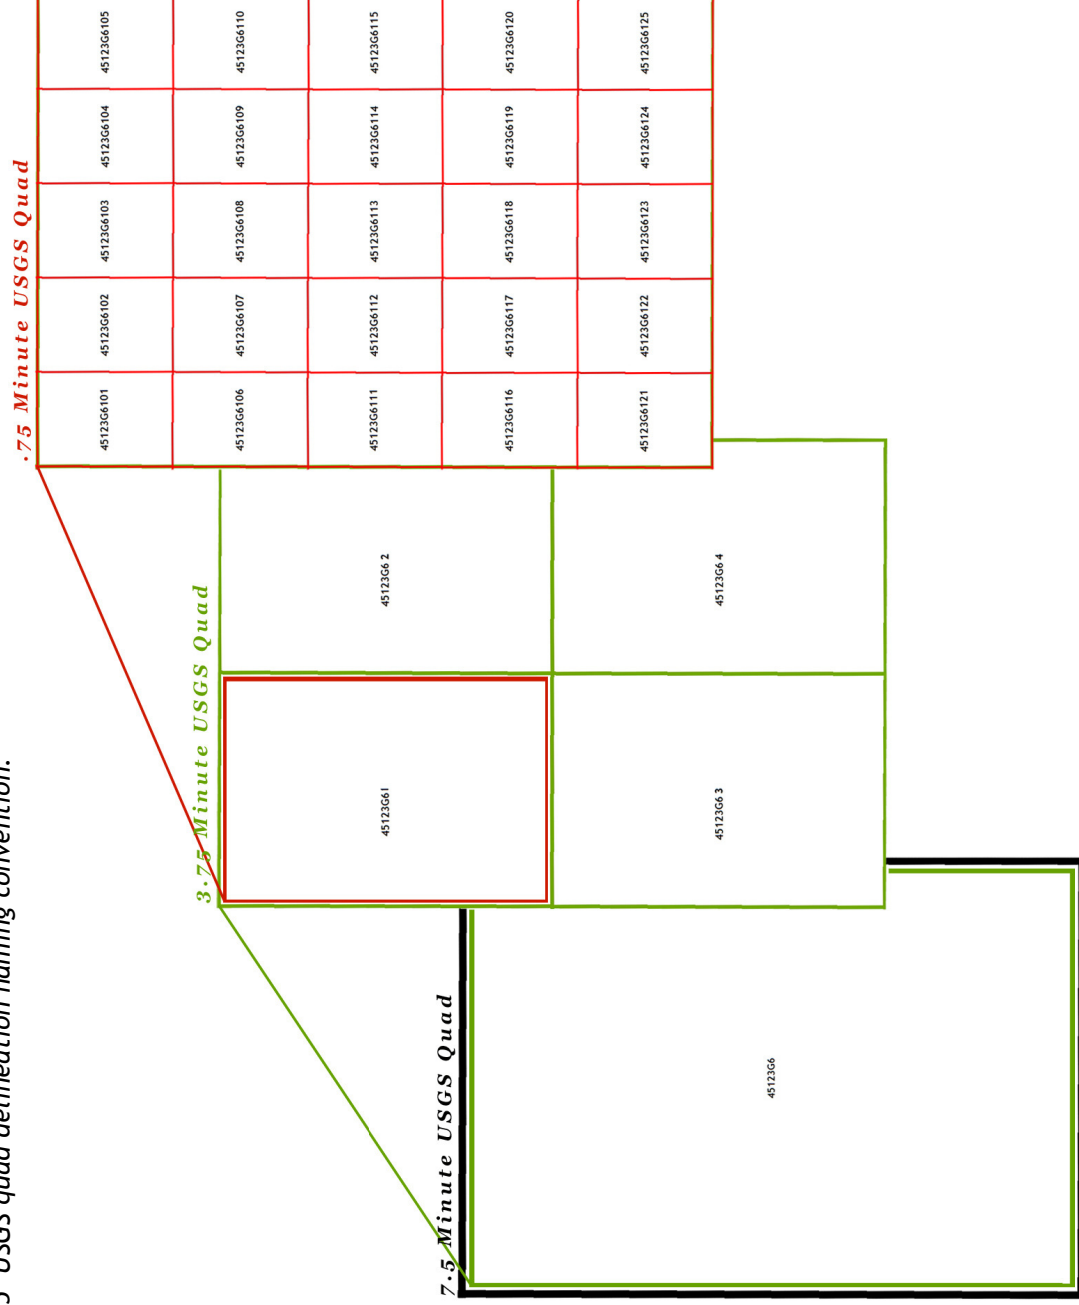 USGS quad delineation naming convention.
7.5 Minute USGS Quad
45123G6
3.75 Minute USGS Quad
45123G61
45123G6 2
45123G6 3
45123G6 4
.75 Minute USGS Quad
45123G6101
45123G6102
45123G6103
45123G6104
45123G6105
45123G6106
45123G6107
45123G6108
45123G6109
45123G6110
45123G6111
45123G6112
45123G6113
45123G6114
45123G6115
45123G6116
45123G6117
45123G6118
45123G6119
45123G6120
45123G6121
45123G6122
45123G6123
45123G6124
45123G6125